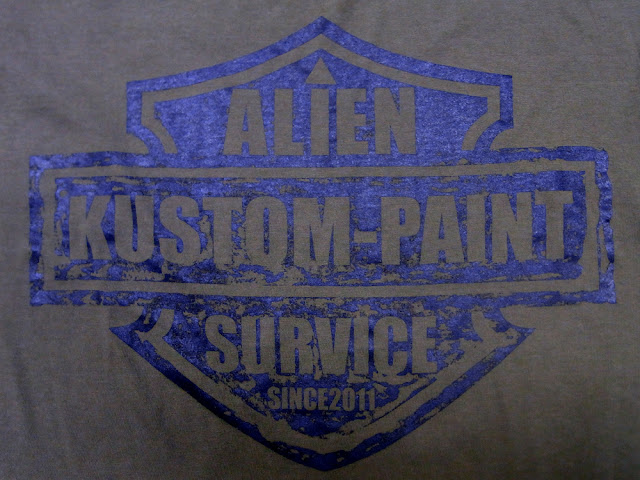 ALIEN
KUSTOM-PAINT
SURVICE
SINCE2011